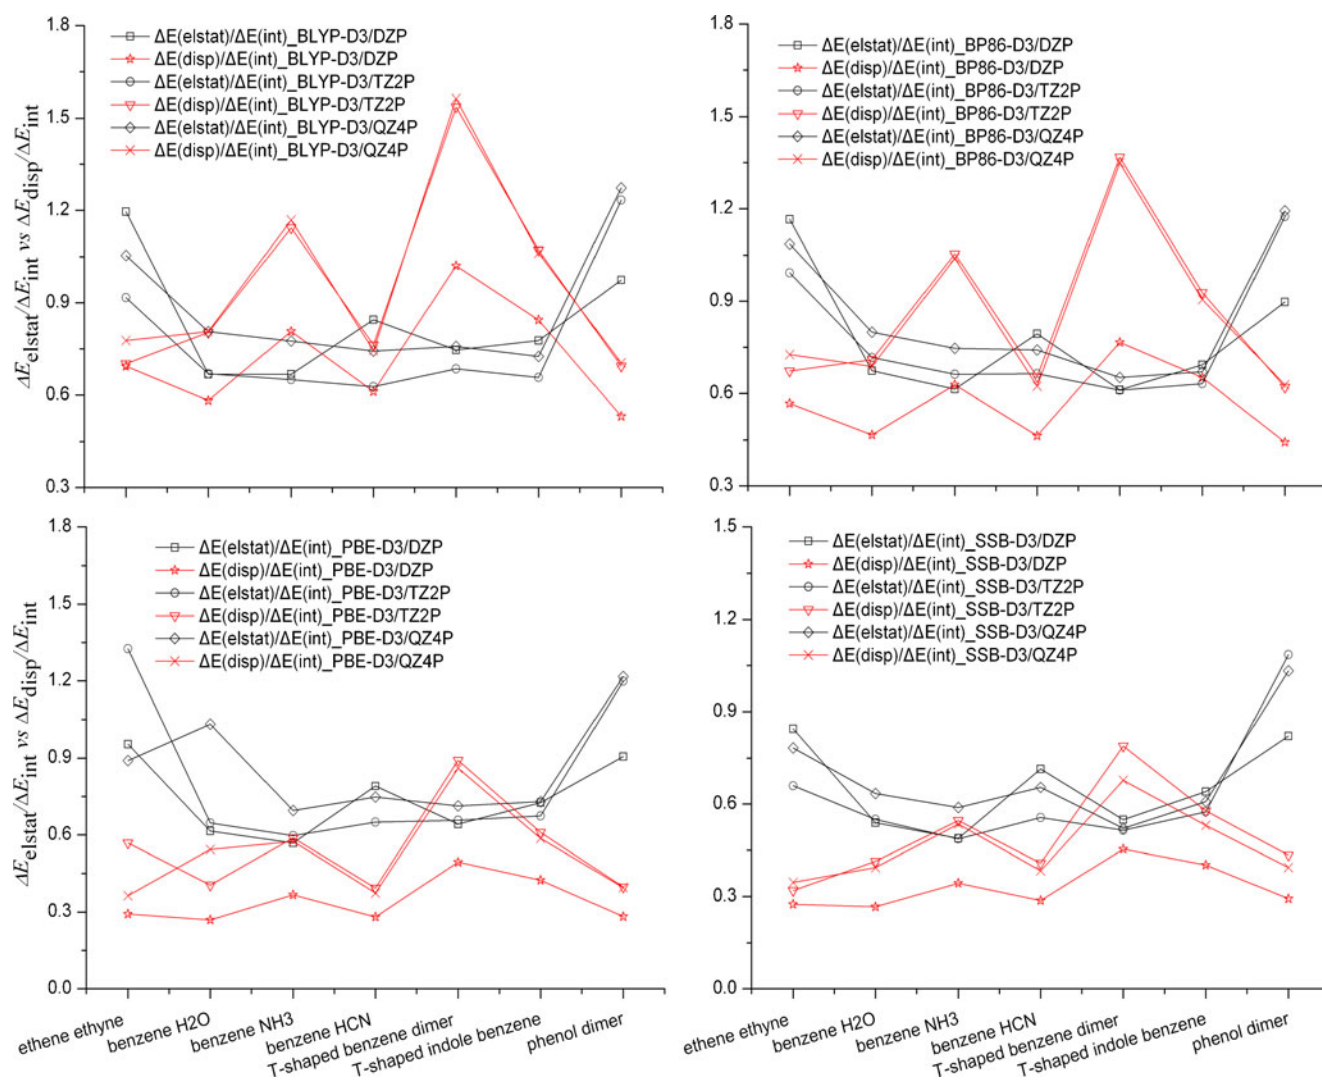 1.8
1.5
1.2
0.9
0.6
0.3
ΔE(elstat)/ΔE(int)_BLYP-D3/DZP
ΔE(disp)/ΔE(int)_BLYP-D3/DZP
ΔE(elstat)/ΔE(int)_BLYP-D3/TZ2P
ΔE(disp)/ΔE(int)_BLYP-D3/TZ2P
ΔE(elstat)/ΔE(int)_BLYP-D3/QZ4P
ΔE(disp)/ΔE(int)_BLYP-D3/QZ4P
ΔEelstat/ΔEint vs ΔEdisp/ΔEint
1.8
1.5
1.2
0.9
0.6
0.3
ΔE(elstat)/ΔE(int)_BP86-D3/DZP
ΔE(disp)/ΔE(int)_BP86-D3/DZP
ΔE(elstat)/ΔE(int)_BP86-D3/TZ2P
ΔE(disp)/ΔE(int)_BP86-D3/TZ2P
ΔE(elstat)/ΔE(int)_BP86-D3/QZ4P
ΔE(disp)/ΔE(int)_BP86-D3/QZ4P
1.8
1.5
1.2
0.9
0.6
0.3
0.0
ΔE(elstat)/ΔE(int)_PBE-D3/DZP
ΔE(disp)/ΔE(int)_PBE-D3/DZP
ΔE(elstat)/ΔE(int)_PBE-D3/TZ2P
ΔE(disp)/ΔE(int)_PBE-D3/TZ2P
ΔE(elstat)/ΔE(int)_PBE-D3/QZ4P
ΔE(disp)/ΔE(int)_PBE-D3/QZ4P
ΔEelstat/ΔEint vs ΔEdisp/ΔEint
ethene ethyne
benzene H2O
benzene NH3
benzene HCN
T-shaped benzene dimer
T-shaped indole benzene
phenol dimer
1.5
1.2
0.9
0.6
0.3
0.0
ΔE(elstat)/ΔE(int)_SSB-D3/DZP
ΔE(disp)/ΔE(int)_SSB-D3/DZP
ΔE(elstat)/ΔE(int)_SSB-D3/TZ2P
ΔE(disp)/ΔE(int)_SSB-D3/TZ2P
ΔE(elstat)/ΔE(int)_SSB-D3/QZ4P
ΔE(disp)/ΔE(int)_SSB-D3/QZ4P
ethene ethyne
benzene H2O
benzene NH3
benzene HCN
T-shaped benzene dimer
T-shaped indole benzene
phenol dimer